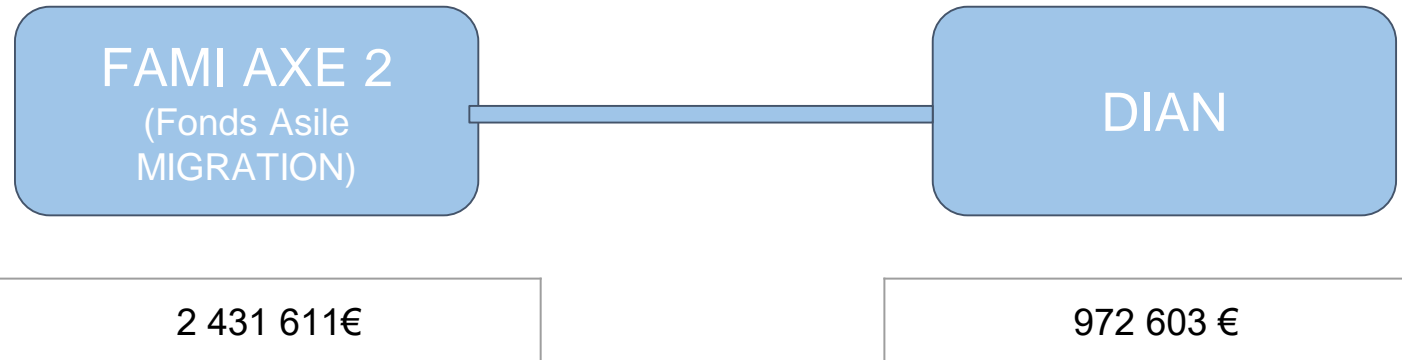 FAMI AXE 2
(Fonds Asile
MIGRATION)
DIAN
2 431 611€
972 603 €